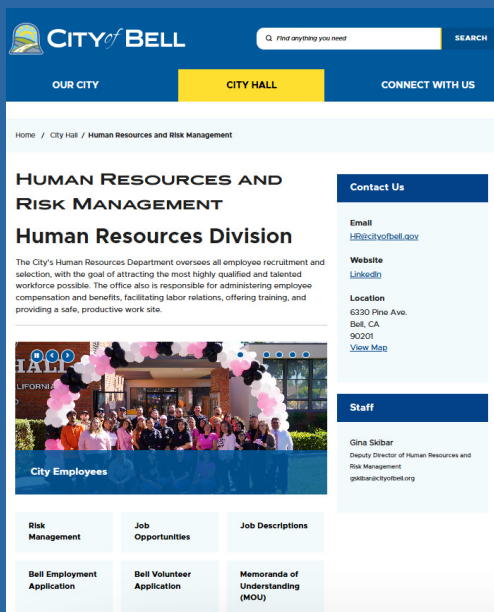 CITY of BELL
Find anything you need
SEARCH
OUR CITY
CITY HALL
CONNECT WITH US
Home / City Hall / Human Resources and Risk Management
HUMAN RESOURCES AND
RISK MANAGEMENT
Human Resources Division
The City's Human Resources Department oversees all employee recruitment and
selection, with the goal of attracting the most highly qualified and talented
workforce possible. The office also is responsible for administering employee
compensation and benefits, facilitating labor relations, offering training, and
providing a safe, productive work site.
HALL
CALIFORNIA
City Employees
Risk
Management
Job
Opportunities
Job Descriptions
Bell Employment
Application
Bell Volunteer
Application
Memoranda of
Understanding
(MOU)
Contact Us
Email
HR@cityofbell.gov
Website
LinkedIn
Location
6330 Pine Ave.
Bell, CA
90201
View Map
Staff
Gina Skibar
Deputy Director of Human Resources and
Risk Management
gskibar@cityofbell.org